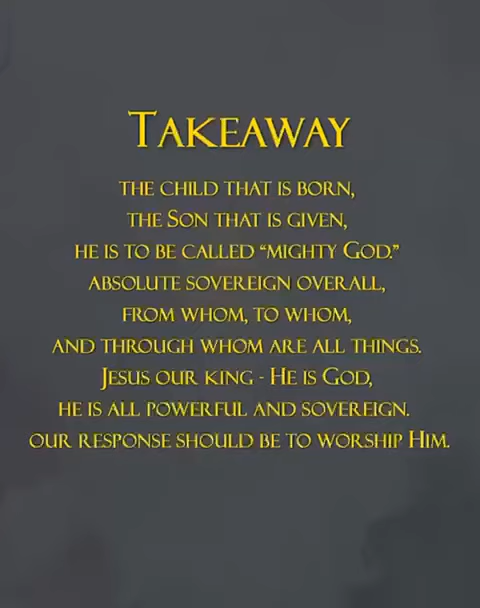 Takeaway
the child that is born,
the Son that is given,
he is to be called “mighty God.”
absolute sovereign overall,
from whom, to whom,
and through whom are all things.
Jesus our king - He is God,
he is all powerful and sovereign.
our response should be to worship Him.